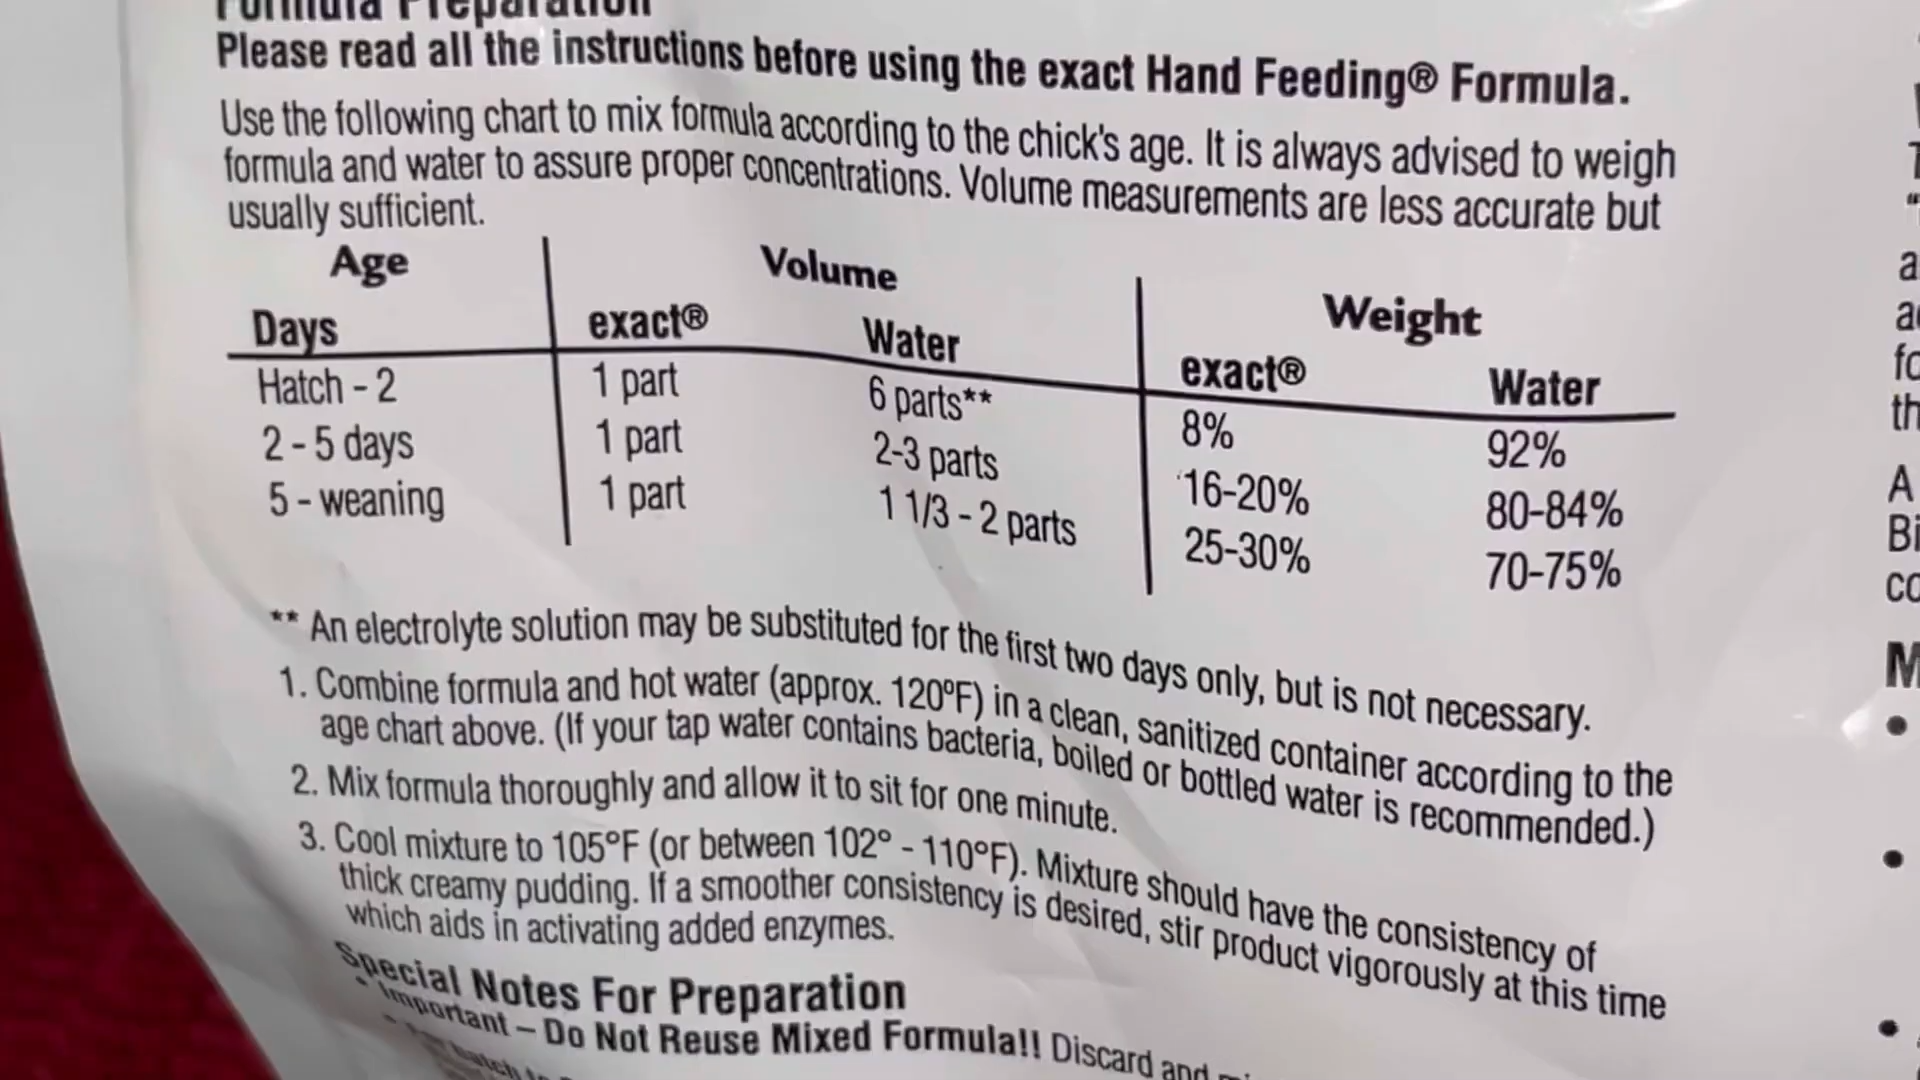 Formula Preparation
Please read all the instructions before using the exact Hand Feeding® Formula.
Use the following chart to mix formula according to the chick's age. It is always advised to weigh
formula and water to assure proper concentrations. Volume measurements are less accurate but
usually sufficient.
Age Volume Weight
Days exact® Water exact® Water
Hatch - 2 1 part 6 parts** 8% 92%
2 - 5 days 1 part 2-3 parts 16-20% 80-84%
5 - weaning 1 part 1 1/3 - 2 parts 25-30% 70-75%
** An electrolyte solution may be substituted for the first two days only, but is not necessary.
1. Combine formula and hot water (approx. 120ºF) in a clean, sanitized container according to the
age chart above. (If your tap water contains bacteria, boiled or bottled water is recommended.)
2. Mix formula thoroughly and allow it to sit for one minute.
3. Cool mixture to 105°F (or between 102° - 110°F). Mixture should have the consistency of
thick creamy pudding. If a smoother consistency is desired, stir product vigorously at this time
which aids in activating added enzymes.
Special Notes For Preparation
* Important – Do Not Reuse Mixed Formula!! Discard and